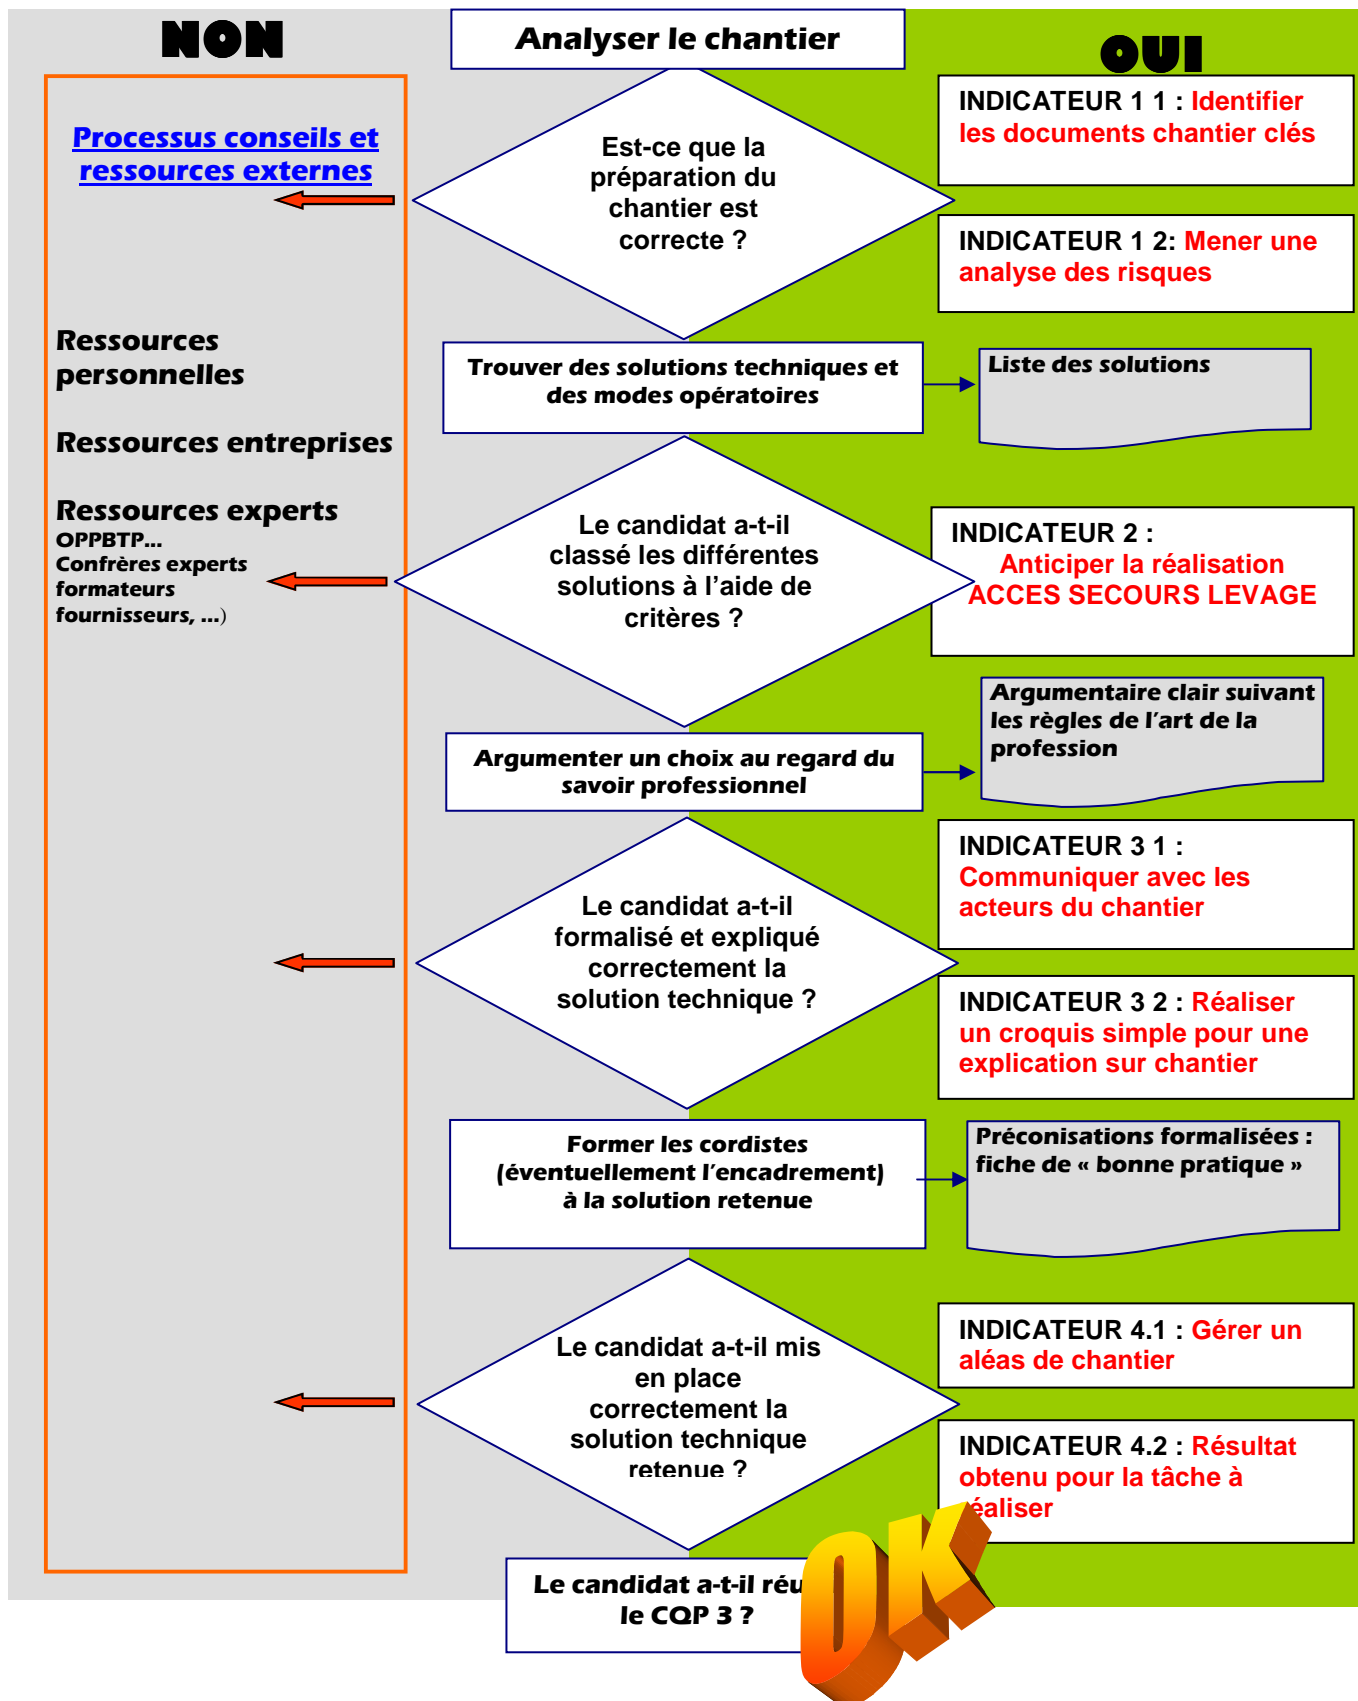 NON
Analyser le chantier
OUI
Processus conseils et
ressources externes
Est-ce que la
préparation du
chantier est
correcte ?
INDICATEUR 1 1 : Identifier
les documents chantier clés
INDICATEUR 1 2: Mener une
analyse des risques
Ressources
personnelles
Ressources entreprises
Ressources experts
OPPBTP...
Confrères experts
formateurs
fournisseurs, ...)
Trouver des solutions techniques et
des modes opératoires
Liste des solutions
Le candidat a-t-il
classé les différentes
solutions à l’aide de
critères ?
INDICATEUR 2 :
Anticiper la réalisation
ACCES SECOURS LEVAGE
Argumenter un choix au regard du
savoir professionnel
Argumentaire clair suivant
les règles de l’art de la
profession
Le candidat a-t-il
formalisé et expliqué
correctement la
solution technique ?
INDICATEUR 3 1 :
Communiquer avec les
acteurs du chantier
INDICATEUR 3 2 : Réaliser
un croquis simple pour une
explication sur chantier
Former les cordistes
(éventuellement l’encadrement)
à la solution retenue
Préconisations formalisées :
fiche de « bonne pratique »
Le candidat a-t-il mis
en place
correctement la
solution technique
retenue ?
INDICATEUR 4.1 : Gérer un
aléas de chantier
INDICATEUR 4.2 : Résultat
obtenu pour la tâche à
éaliser
Le candidat a-t-il réu
le CQP 3 ?
OK